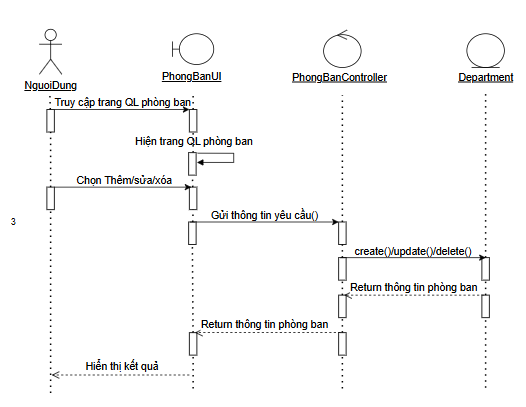 NguoiDung
PhongBanUI
PhongBanController
Department
Truy cập trang QL phòng ban
Hiện trang QL phòng ban
Chọn Thêm/sửa/xóa
3
Gửi thông tin yêu cầu()
create()/update()/delete()
Return thông tin phòng ban
Return thông tin phòng ban
Hiển thị kết quả